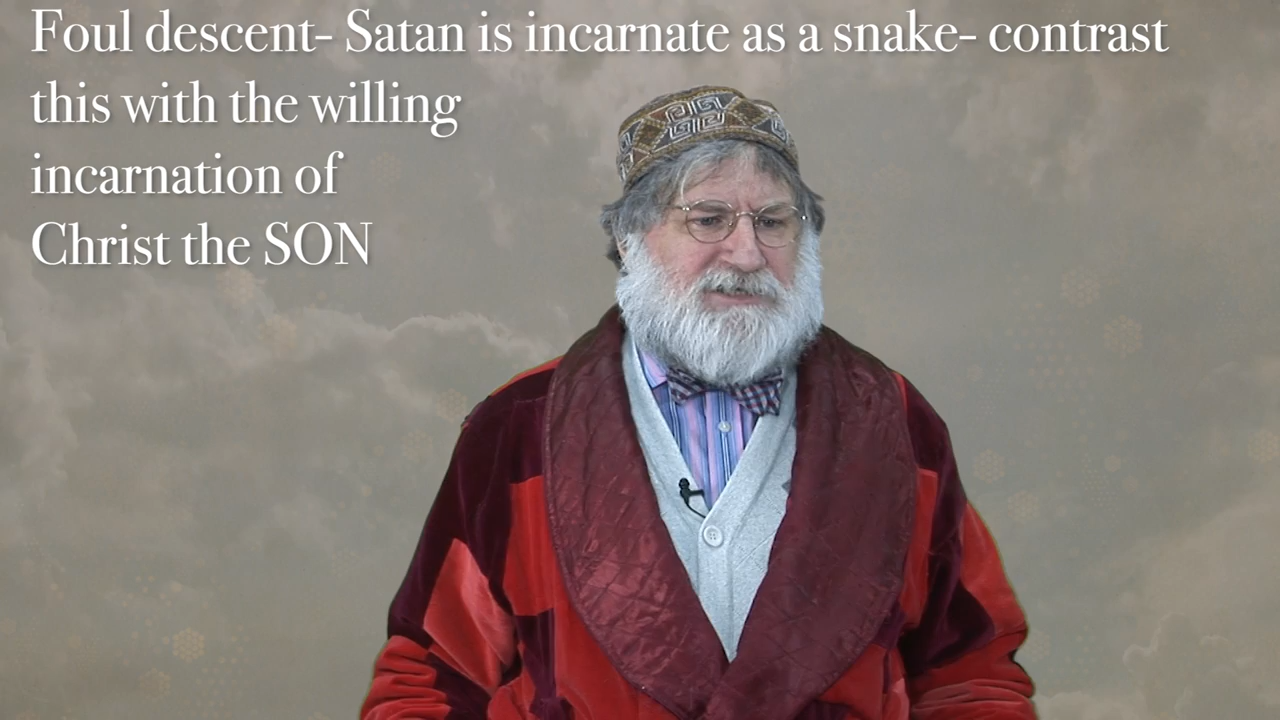 Foul descent- Satan is incarnate as a snake- contrast
this with the willing
incarnation of
Christ the SON